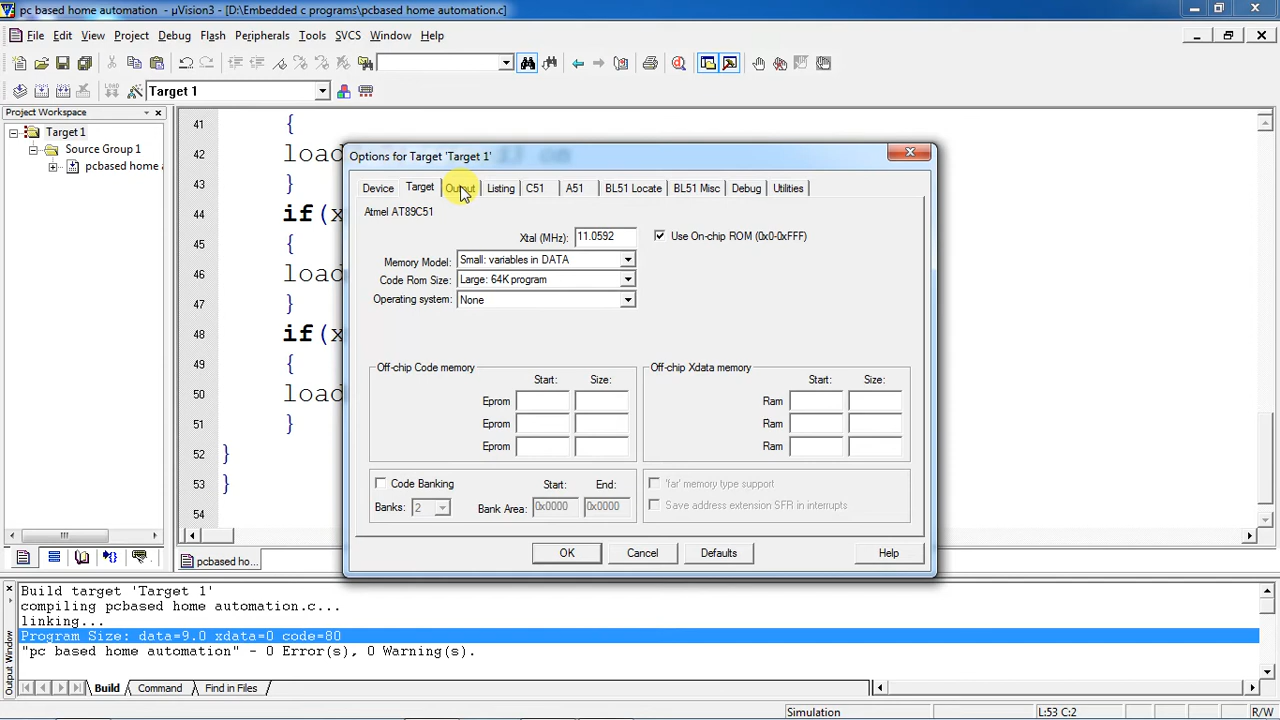 pc based home automation - µVision3 - [D:\Embedded c programs\pcbased home automation.c]
File Edit View Project Debug Flash Peripherals Tools SVCS Window Help
Target 1
Project Workspace
Target 1
Source Group 1
pcbased home a
41 {
42 load 3 on
43 }
44 if(x
45 {
46 load
47 }
48 if(x
49 {
50 load
51 }
52 }
53 }
54
Options for Target 'Target 1'
Device Target Output Listing C51 A51 BL51 Locate BL51 Misc Debug Utilities
Atmel AT89C51
Xtal (MHz): 11.0592 Use On-chip ROM (0x0-0xFFF)
Memory Model: Small: variables in DATA
Code Rom Size: Large: 64K program
Operating system: None
Off-chip Code memory Off-chip Xdata memory
Start: Size: Start: Size:
Eprom Ram
Eprom Ram
Eprom Ram
Code Banking Start: End: 'far' memory type support
Banks: 2 Bank Area: 0x0000 0x0000 Save address extension SFR in interrupts
OK Cancel Defaults Help
pcbased ho...
Build target 'Target 1'
compiling pcbased home automation.c...
linking...
Program Size: data=9.0 xdata=0 code=80
"pc based home automation" - 0 Error(s), 0 Warning(s).
Output Window
Build Command Find in Files
Simulation L:53 C:2 R/W